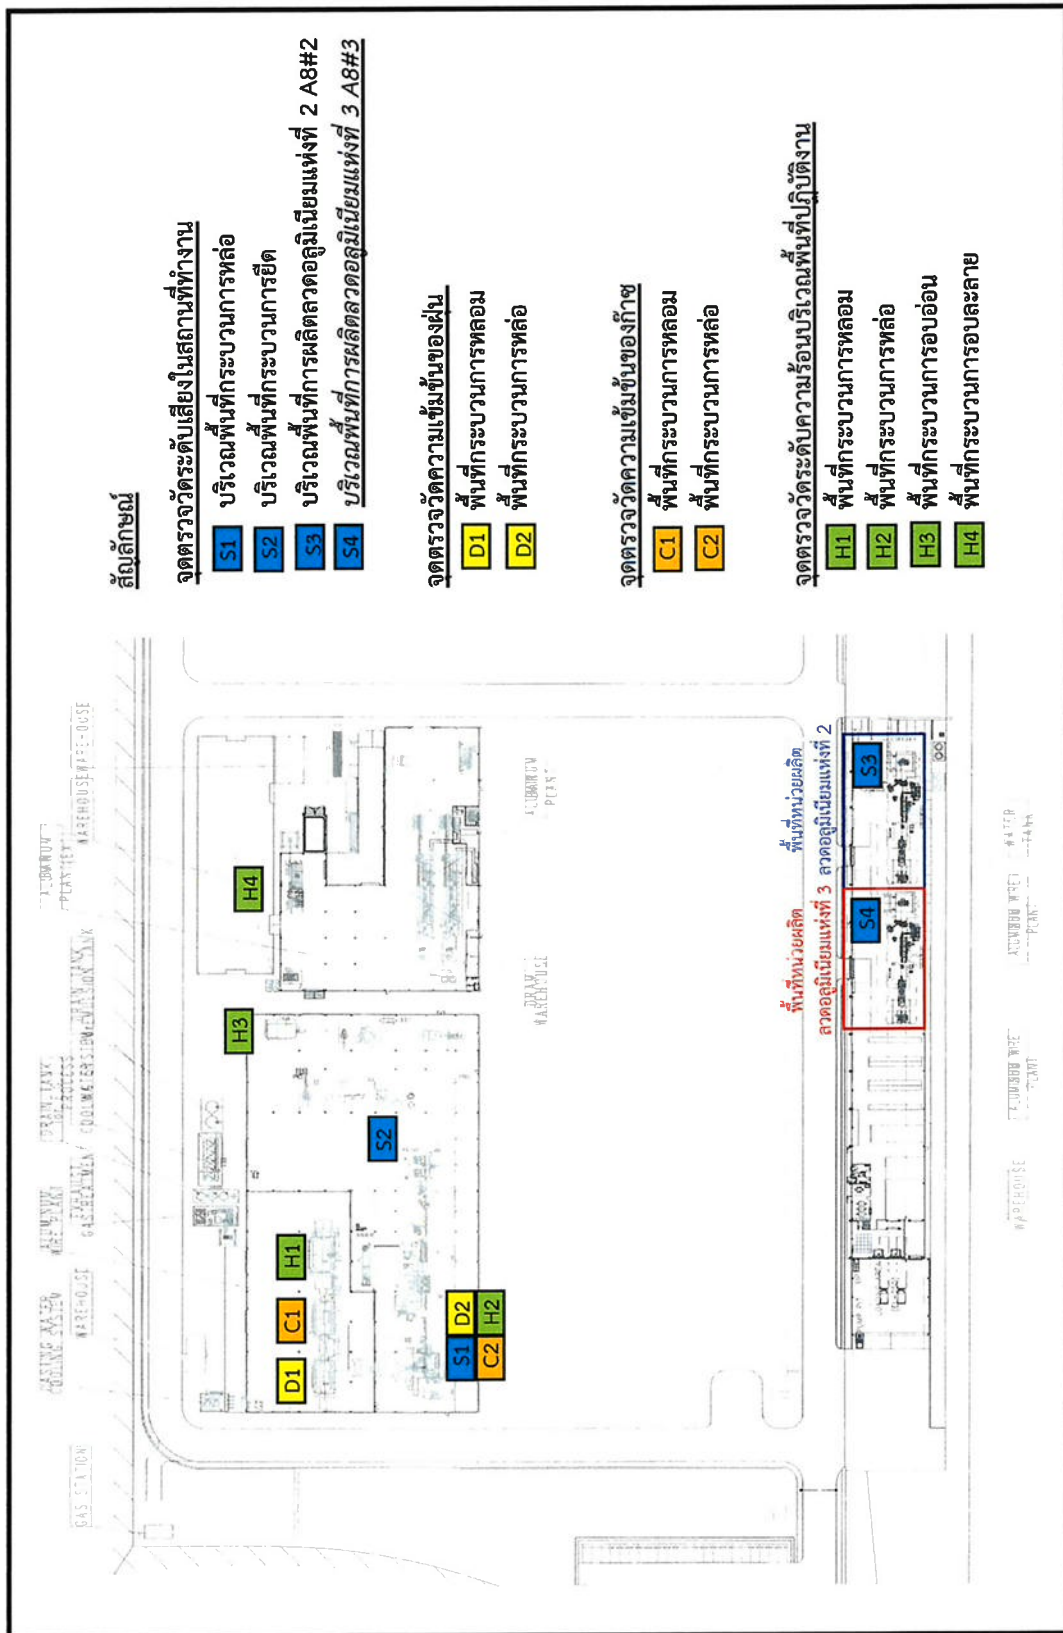 สัญลักษณ์
จุดตรวจวัดระดับเสียงในสถานที่ทำงาน
S1 บริเวณพื้นที่กระบวนการหล่อ
S2 บริเวณพื้นที่กระบวนการยืด
S3 บริเวณพื้นที่การผลิตลวดอลูมิเนียมแห่งที่ 2 A8#2
S4 บริเวณพื้นที่การผลิตลวดอลูมิเนียมแห่งที่ 3 A8#3
จุดตรวจวัดความเข้มข้นของฝุ่น
D1 พื้นที่กระบวนการหลอม
D2 พื้นที่กระบวนการหล่อ
จุดตรวจวัดความเข้มข้นของก๊าซ
C1 พื้นที่กระบวนการหลอม
C2 พื้นที่กระบวนการหล่อ
จุดตรวจวัดระดับความร้อนบริเวณพื้นที่ปฏิบัติงาน
H1 พื้นที่กระบวนการหลอม
H2 พื้นที่กระบวนการหล่อ
H3 พื้นที่กระบวนการอบอ่อน
H4 พื้นที่กระบวนการอบละลาย
GAS STATION
WAREHOUSE
H4
H3
D1
C1
H1
S2
S1
D2
C2
H2
DRAW
WAREHOUSE
ALUMINUM
PLANT
พื้นที่หน่วยผลิต
ลวดอลูมิเนียมแห่งที่ 3
พื้นที่หน่วยผลิต
ลวดอลูมิเนียมแห่งที่ 2
S4
S3
WAREHOUSE
ALUMINUM WIRE
PLANT
ALUMINUM WIRE
PLANT
WATER
TANK